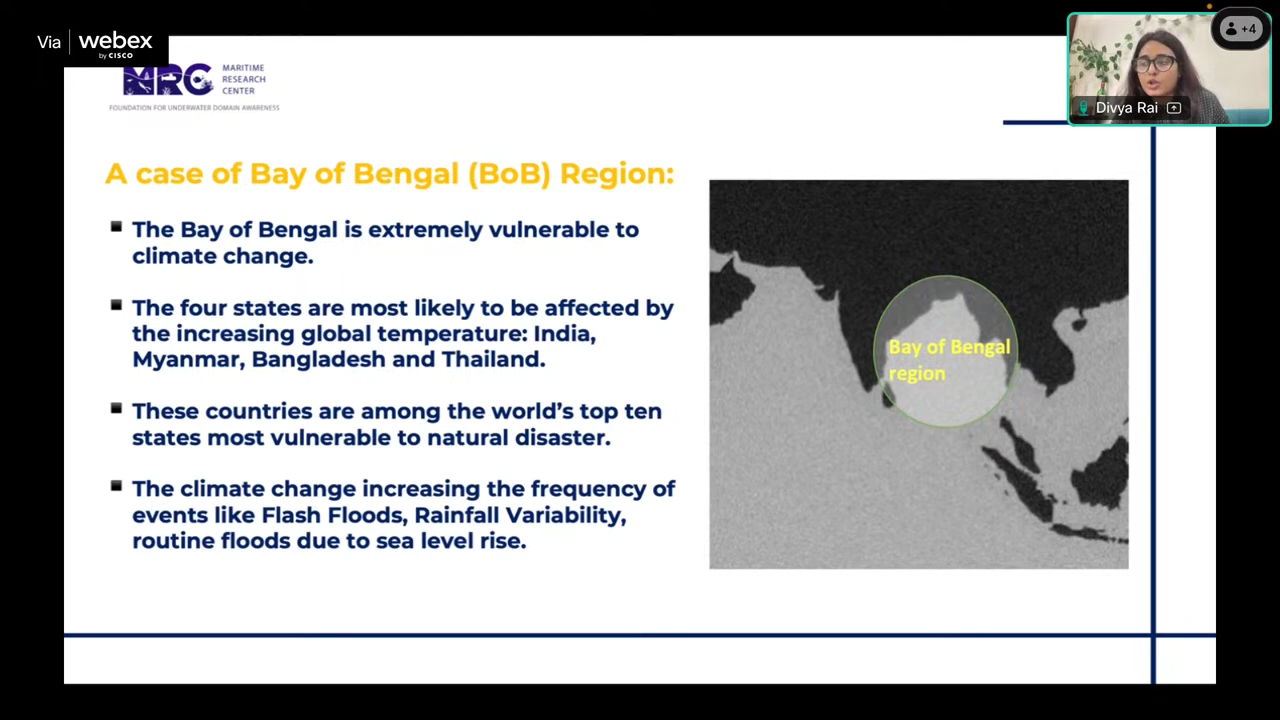 Via webex
by CISCO
MRC MARITIME
RESEARCH
CENTER
FOUNDATION FOR UNDERWATER DOMAIN AWARENESS
+4
Divya Rai
A case of Bay of Bengal (BoB) Region:
The Bay of Bengal is extremely vulnerable to
climate change.
The four states are most likely to be affected by
the increasing global temperature: India,
Myanmar, Bangladesh and Thailand.
These countries are among the world's top ten
states most vulnerable to natural disaster.
The climate change increasing the frequency of
events like Flash Floods, Rainfall Variability,
routine floods due to sea level rise.
Bay of Bengal
region